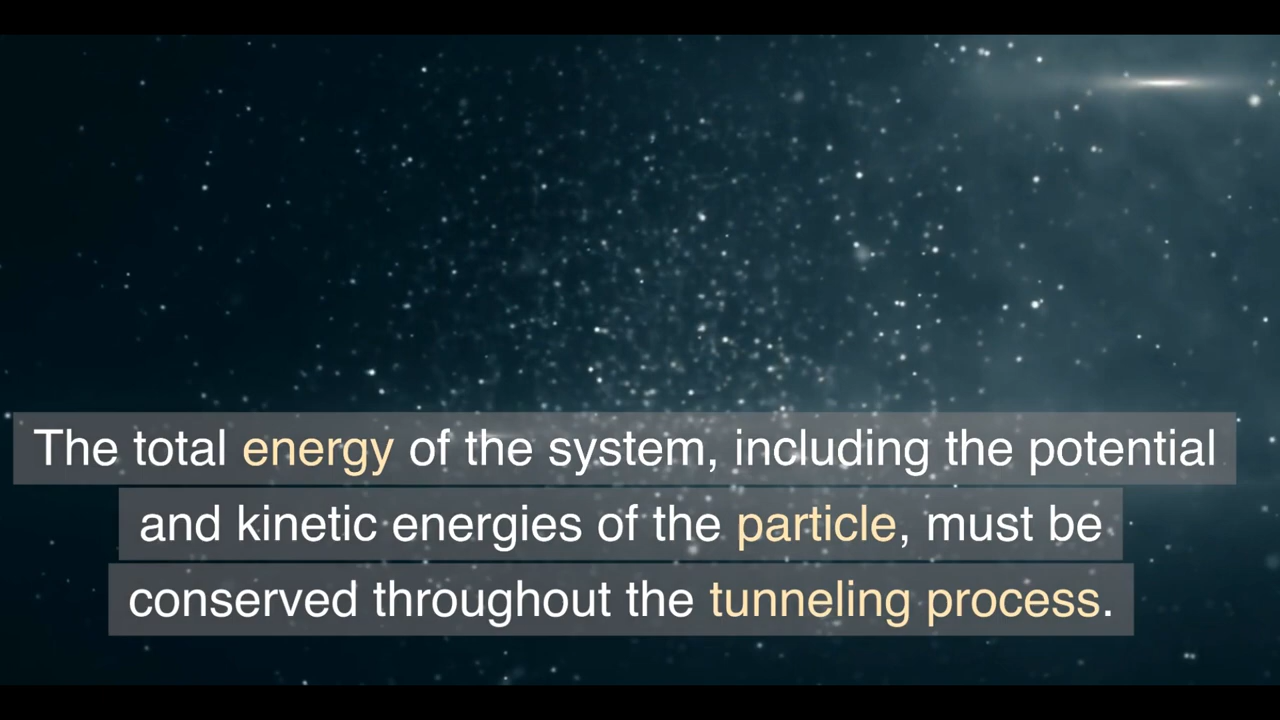 The total energy of the system, including the potential
and kinetic energies of the particle, must be
conserved throughout the tunneling process.